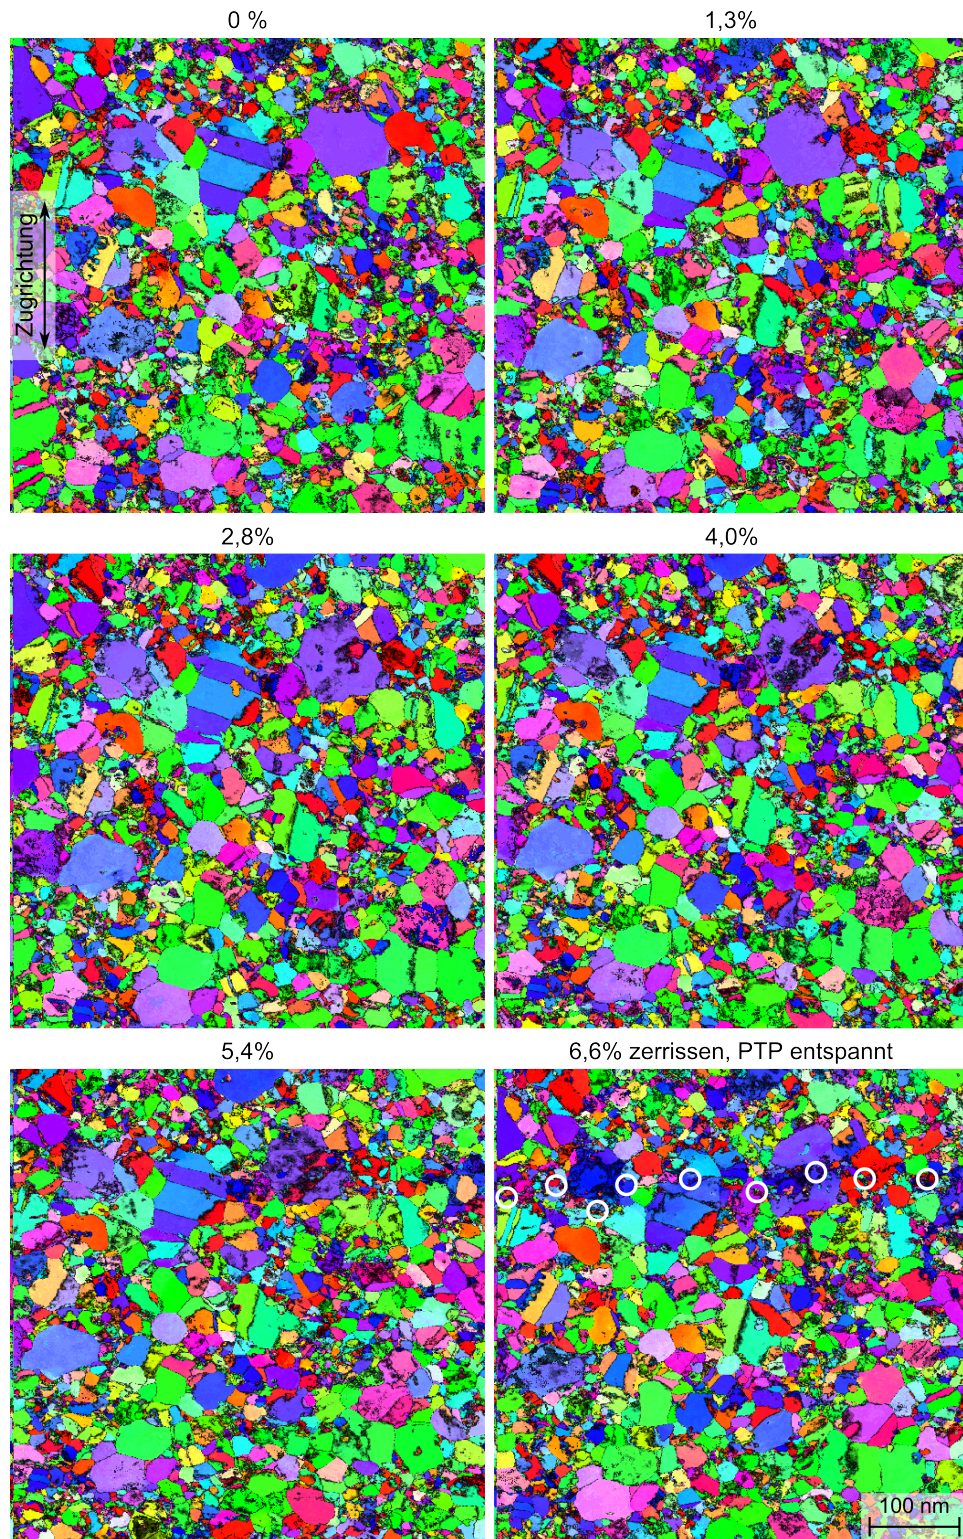 0 %
1,3%
Zugrichtung
2,8%
4,0%
5,4%
6,6% zerrissen, PTP entspannt
100 nm